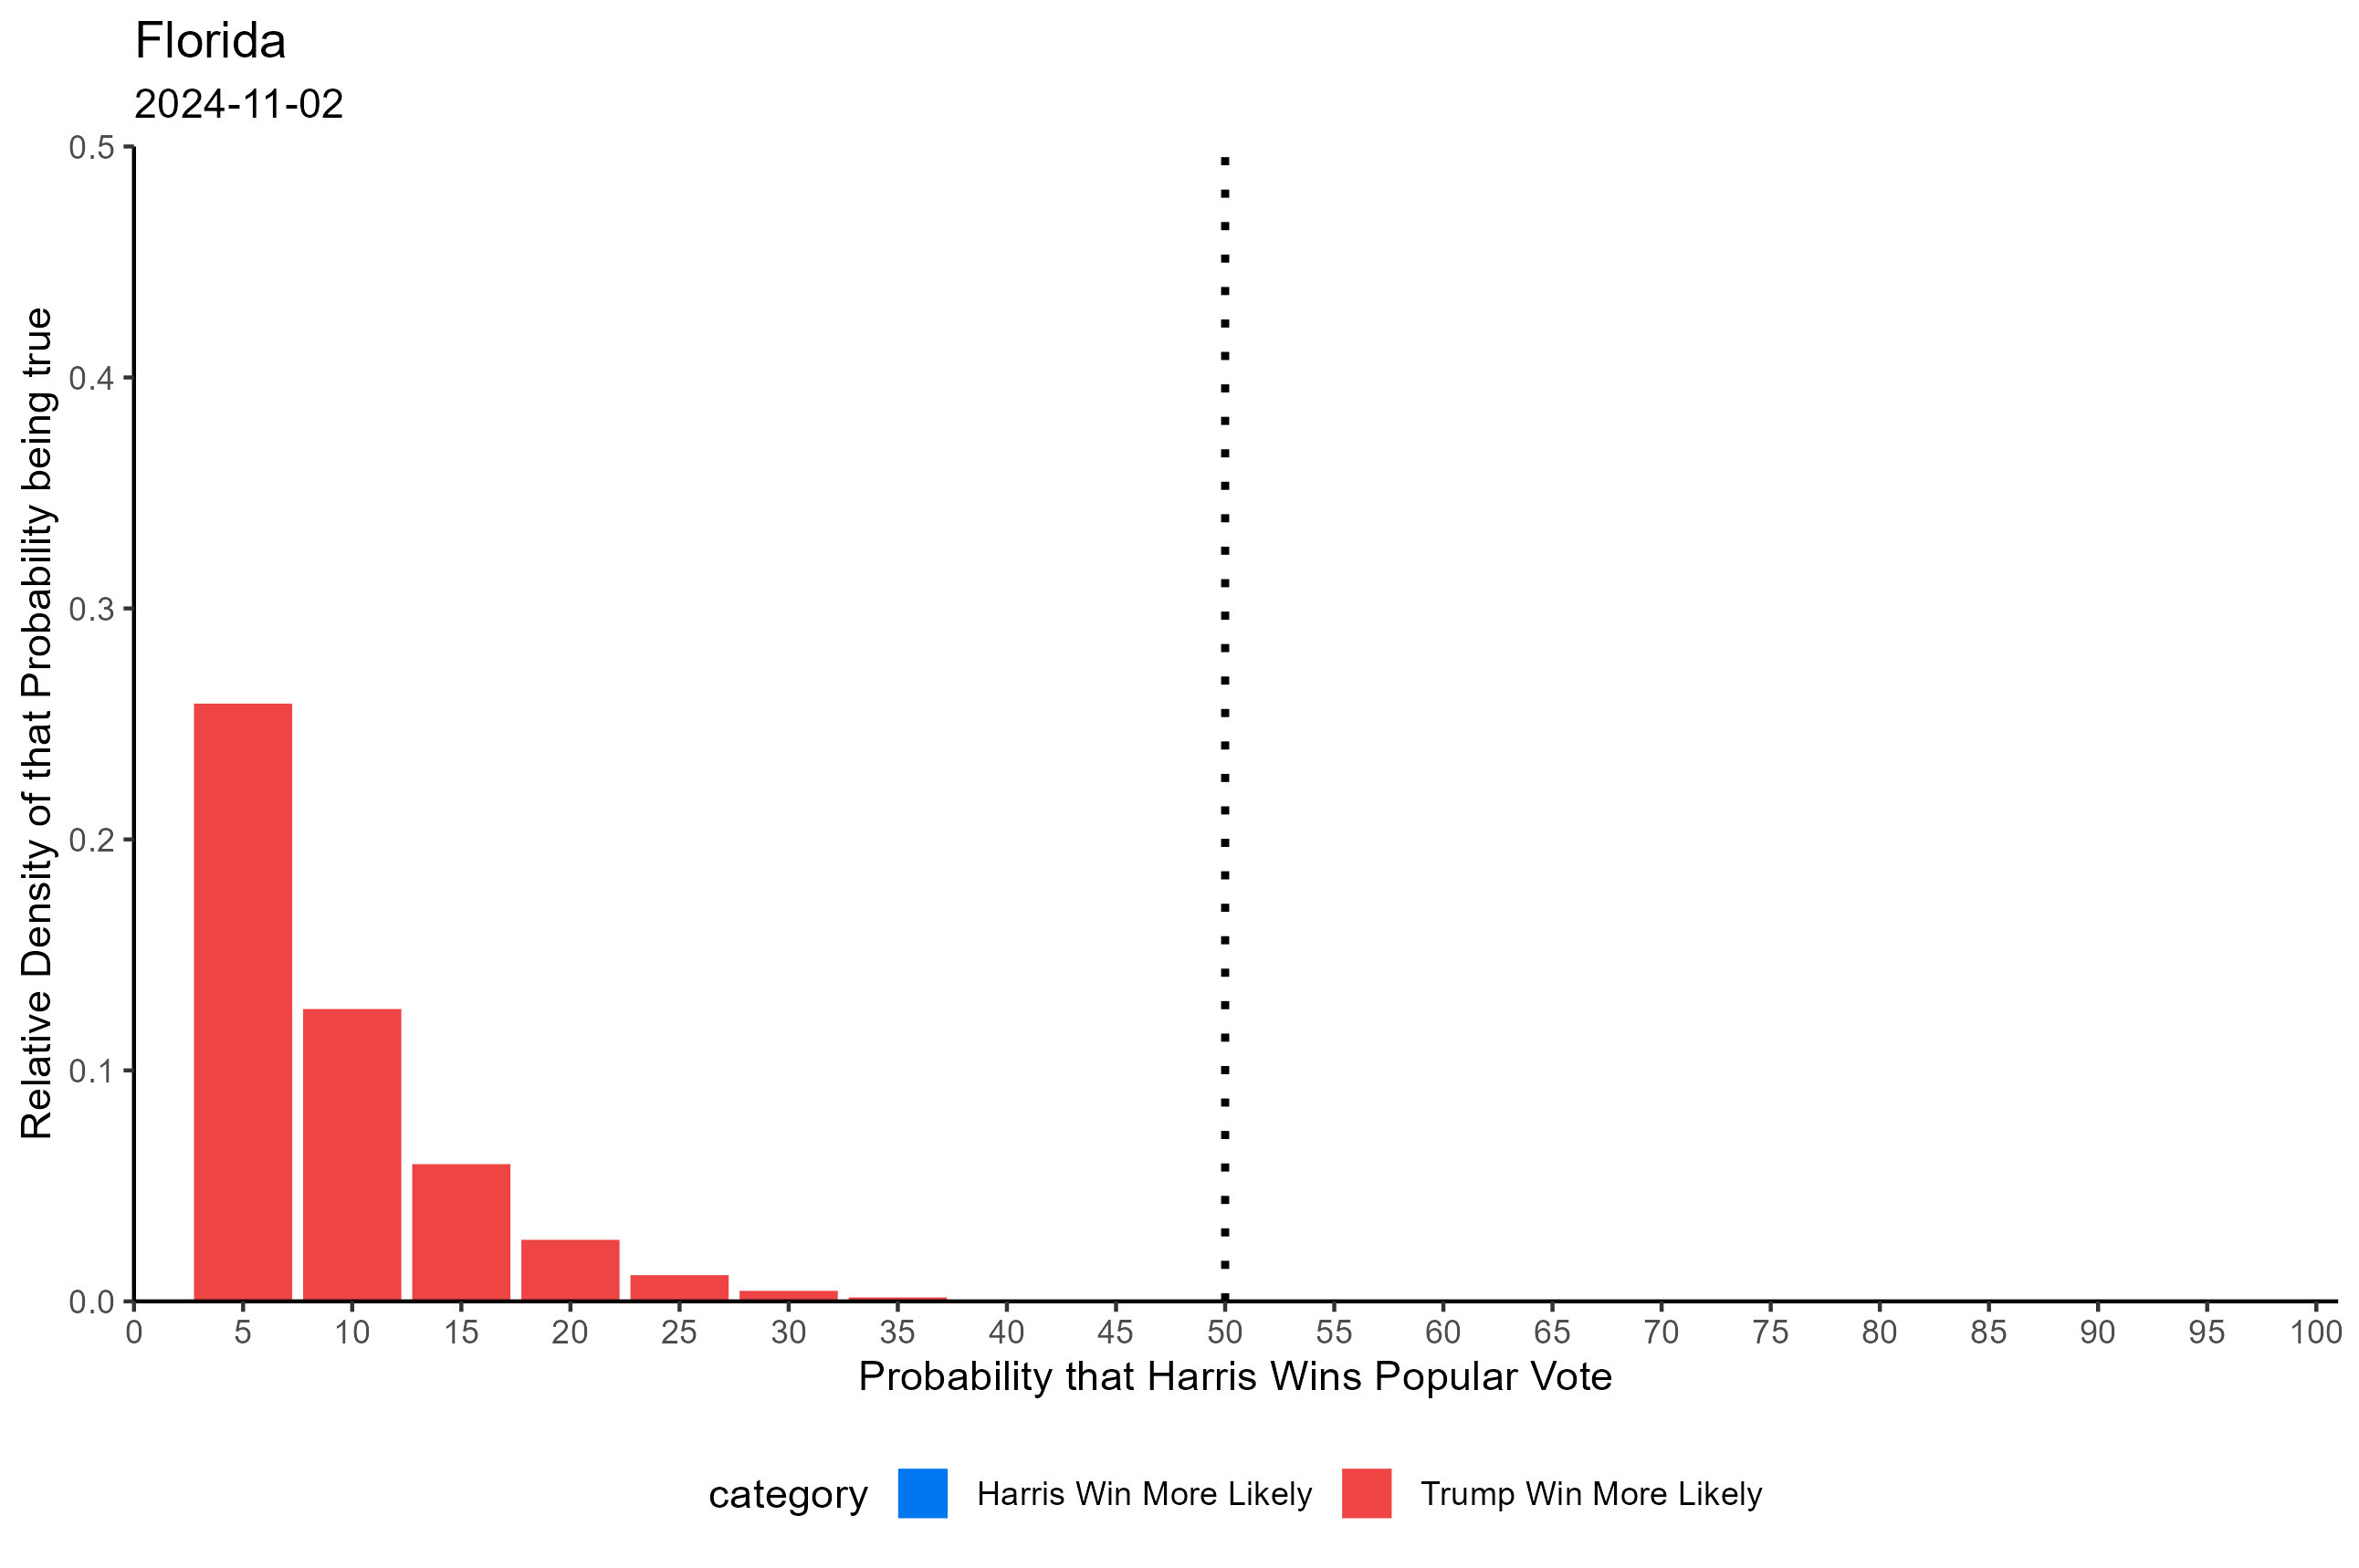 Florida
2024-11-02
Relative Density of that Probability being true
0.5
0.4
0.3
0.2
0.1
0.0
0 5 10 15 20 25 30 35 40 45 50 55 60 65 70 75 80 85 90 95 100
Probability that Harris Wins Popular Vote
category Harris Win More Likely Trump Win More Likely